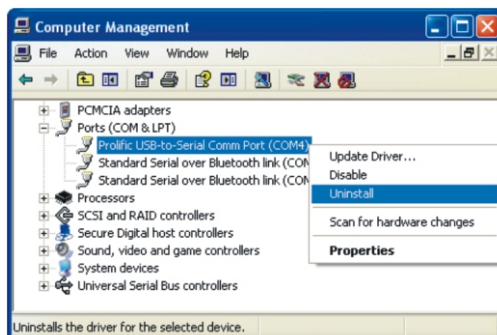 Computer Management
File Action View Window Help
PCMCIA adapters
Ports (COM & LPT)
Prolific USB-to-Serial Comm Port (COM4)
Standard Serial over Bluetooth link (COM
Standard Serial over Bluetooth link (COM
Processors
SCSI and RAID controllers
Secure Digital host controllers
Sound, video and game controllers
System devices
Universal Serial Bus controllers
Update Driver...
Disable
Uninstall
Scan for hardware changes
Properties
Uninstalls the driver for the selected device.